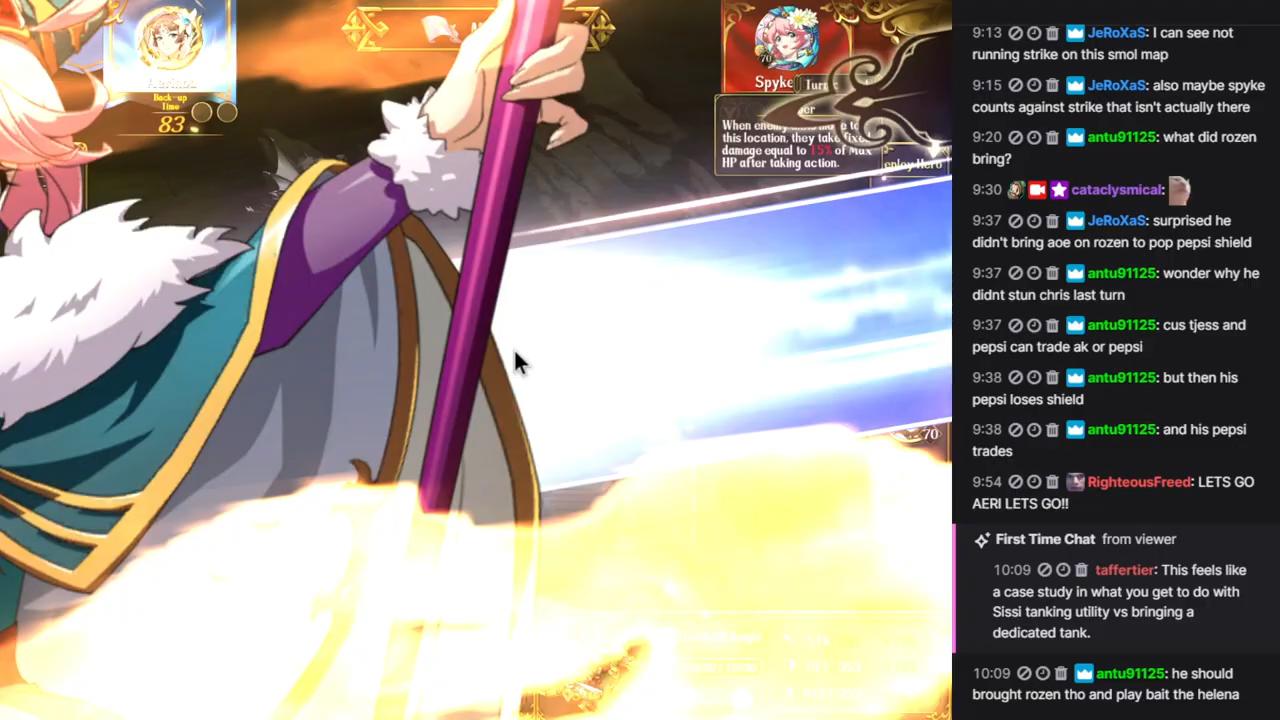 Back-up
Time
83
70
Spyke
Turn
When enemy
this location, they take fixed
damage equal to 15% of Max
HP after taking action.
enploy Hero
70
9:13 JeRoXaS: I can see not
running strike on this smol map
9:15 JeRoXaS: also maybe spyke
counts against strike that isn't actually there
9:20 antu91125: what did rozen
bring?
9:30 cataclysmical:
9:37 JeRoXaS: surprised he
didn't bring aoe on rozen to pop pepsi shield
9:37 antu91125: wonder why he
didnt stun chris last turn
9:37 antu91125: cus tjess and
pepsi can trade ak or pepsi
9:38 antu91125: but then his
pepsi loses shield
9:38 antu91125: and his pepsi
trades
9:54 RighteousFreed: LETS GO
AERI LETS GO!!
First Time Chat from viewer
10:09 taffertier: This feels like
a case study in what you get to do with
Sissi tanking utility vs bringing a
dedicated tank.
10:09 antu91125: he should
brought rozen tho and play bait the helena